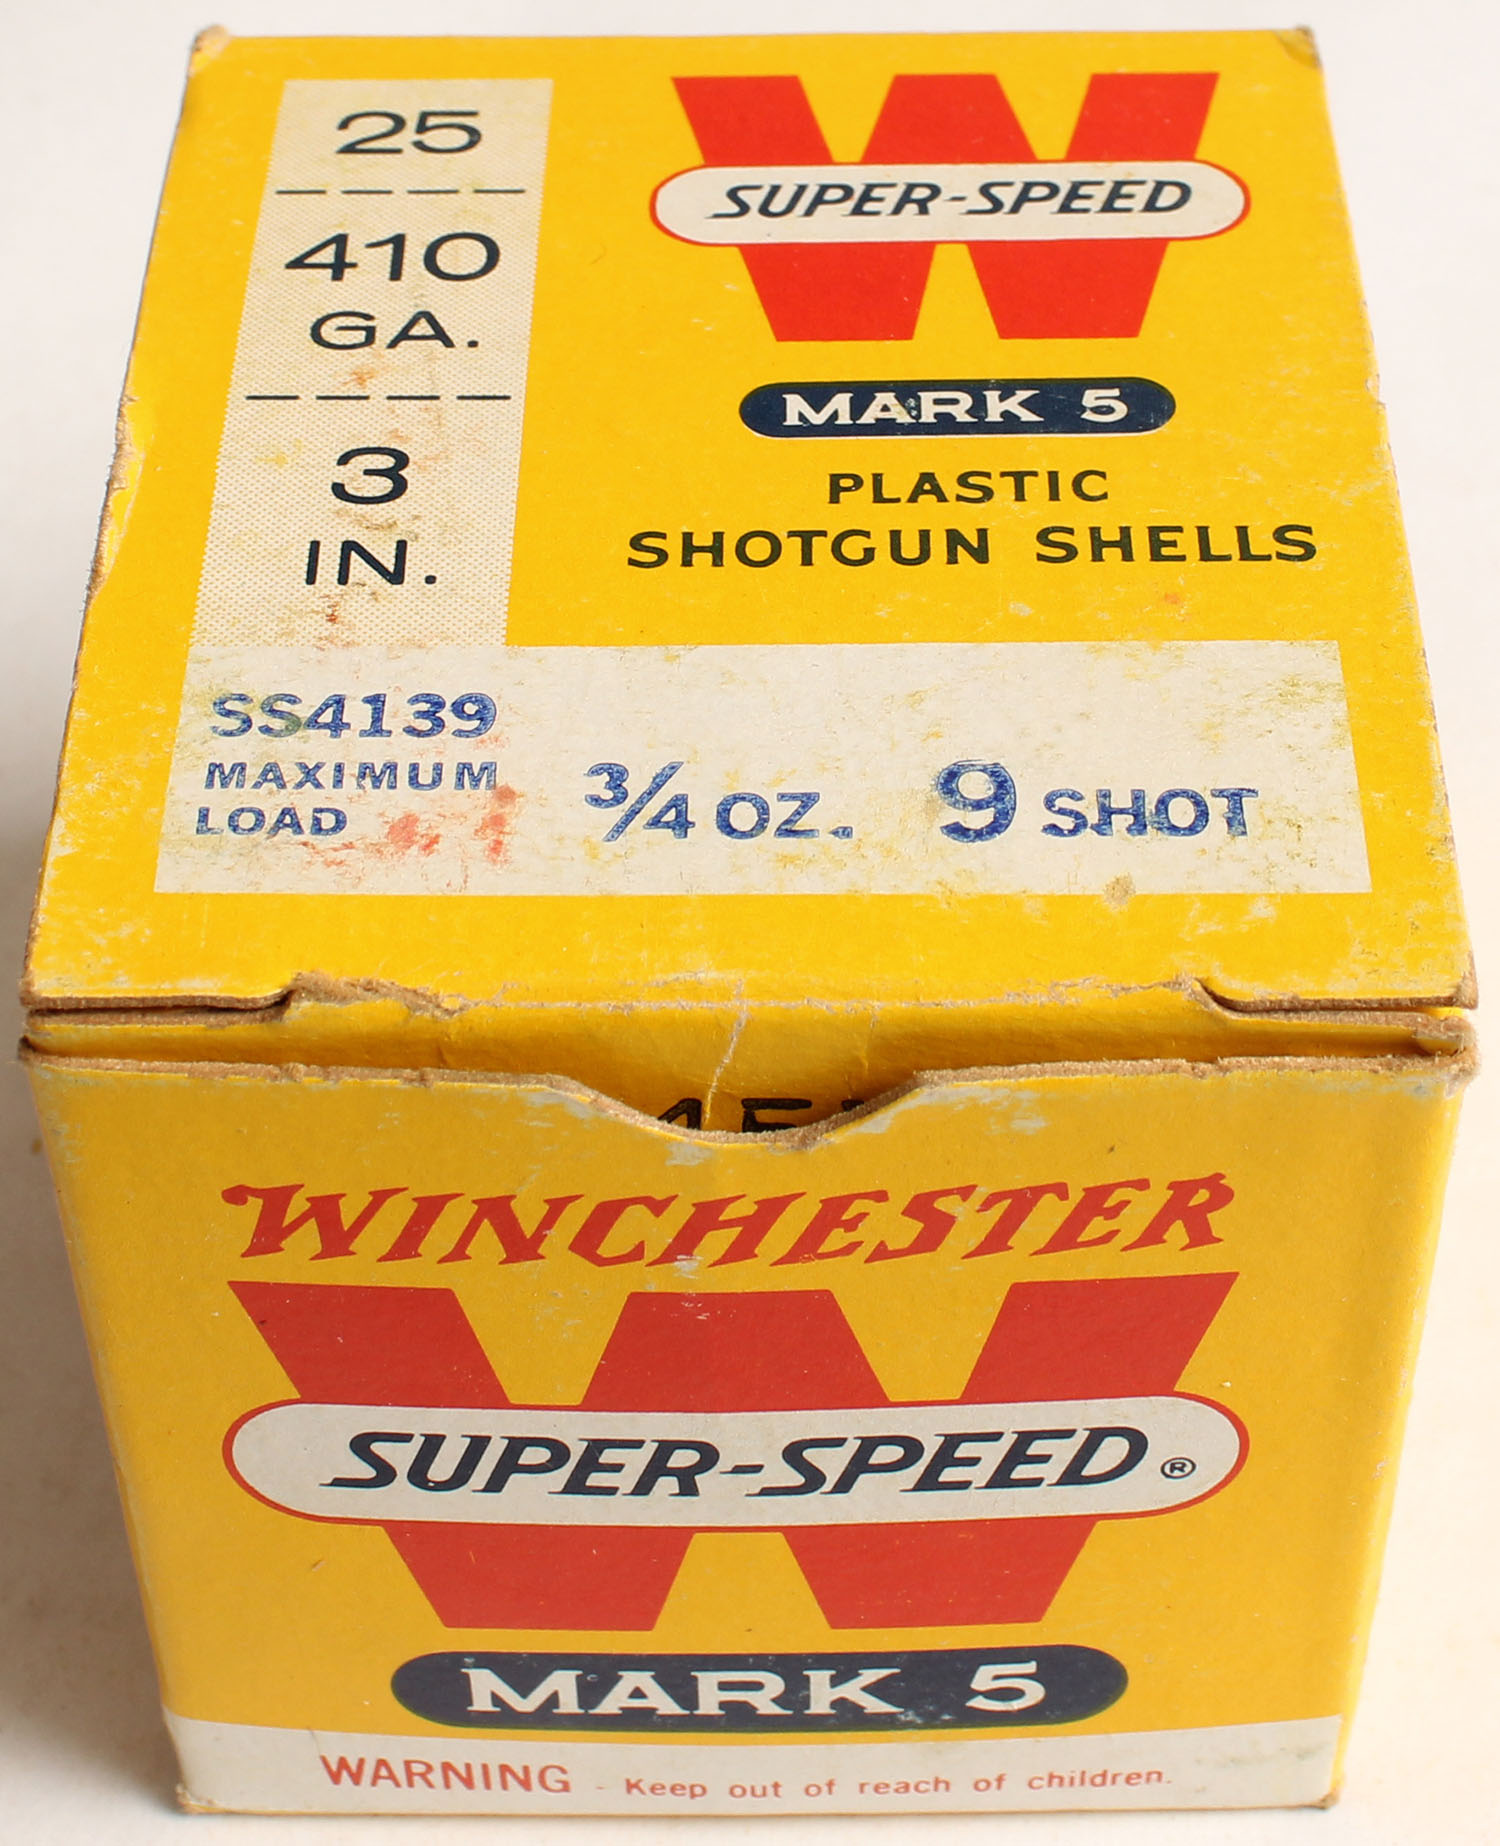 25
410
GA.
3
IN.
W
SUPER-SPEED
MARK 5
PLASTIC
SHOTGUN SHELLS
SS4139
MAXIMUM
LOAD
3/4 OZ. 9 SHOT
WINCHESTER
W
SUPER-SPEED®
MARK 5
WARNING - Keep out of reach of children.